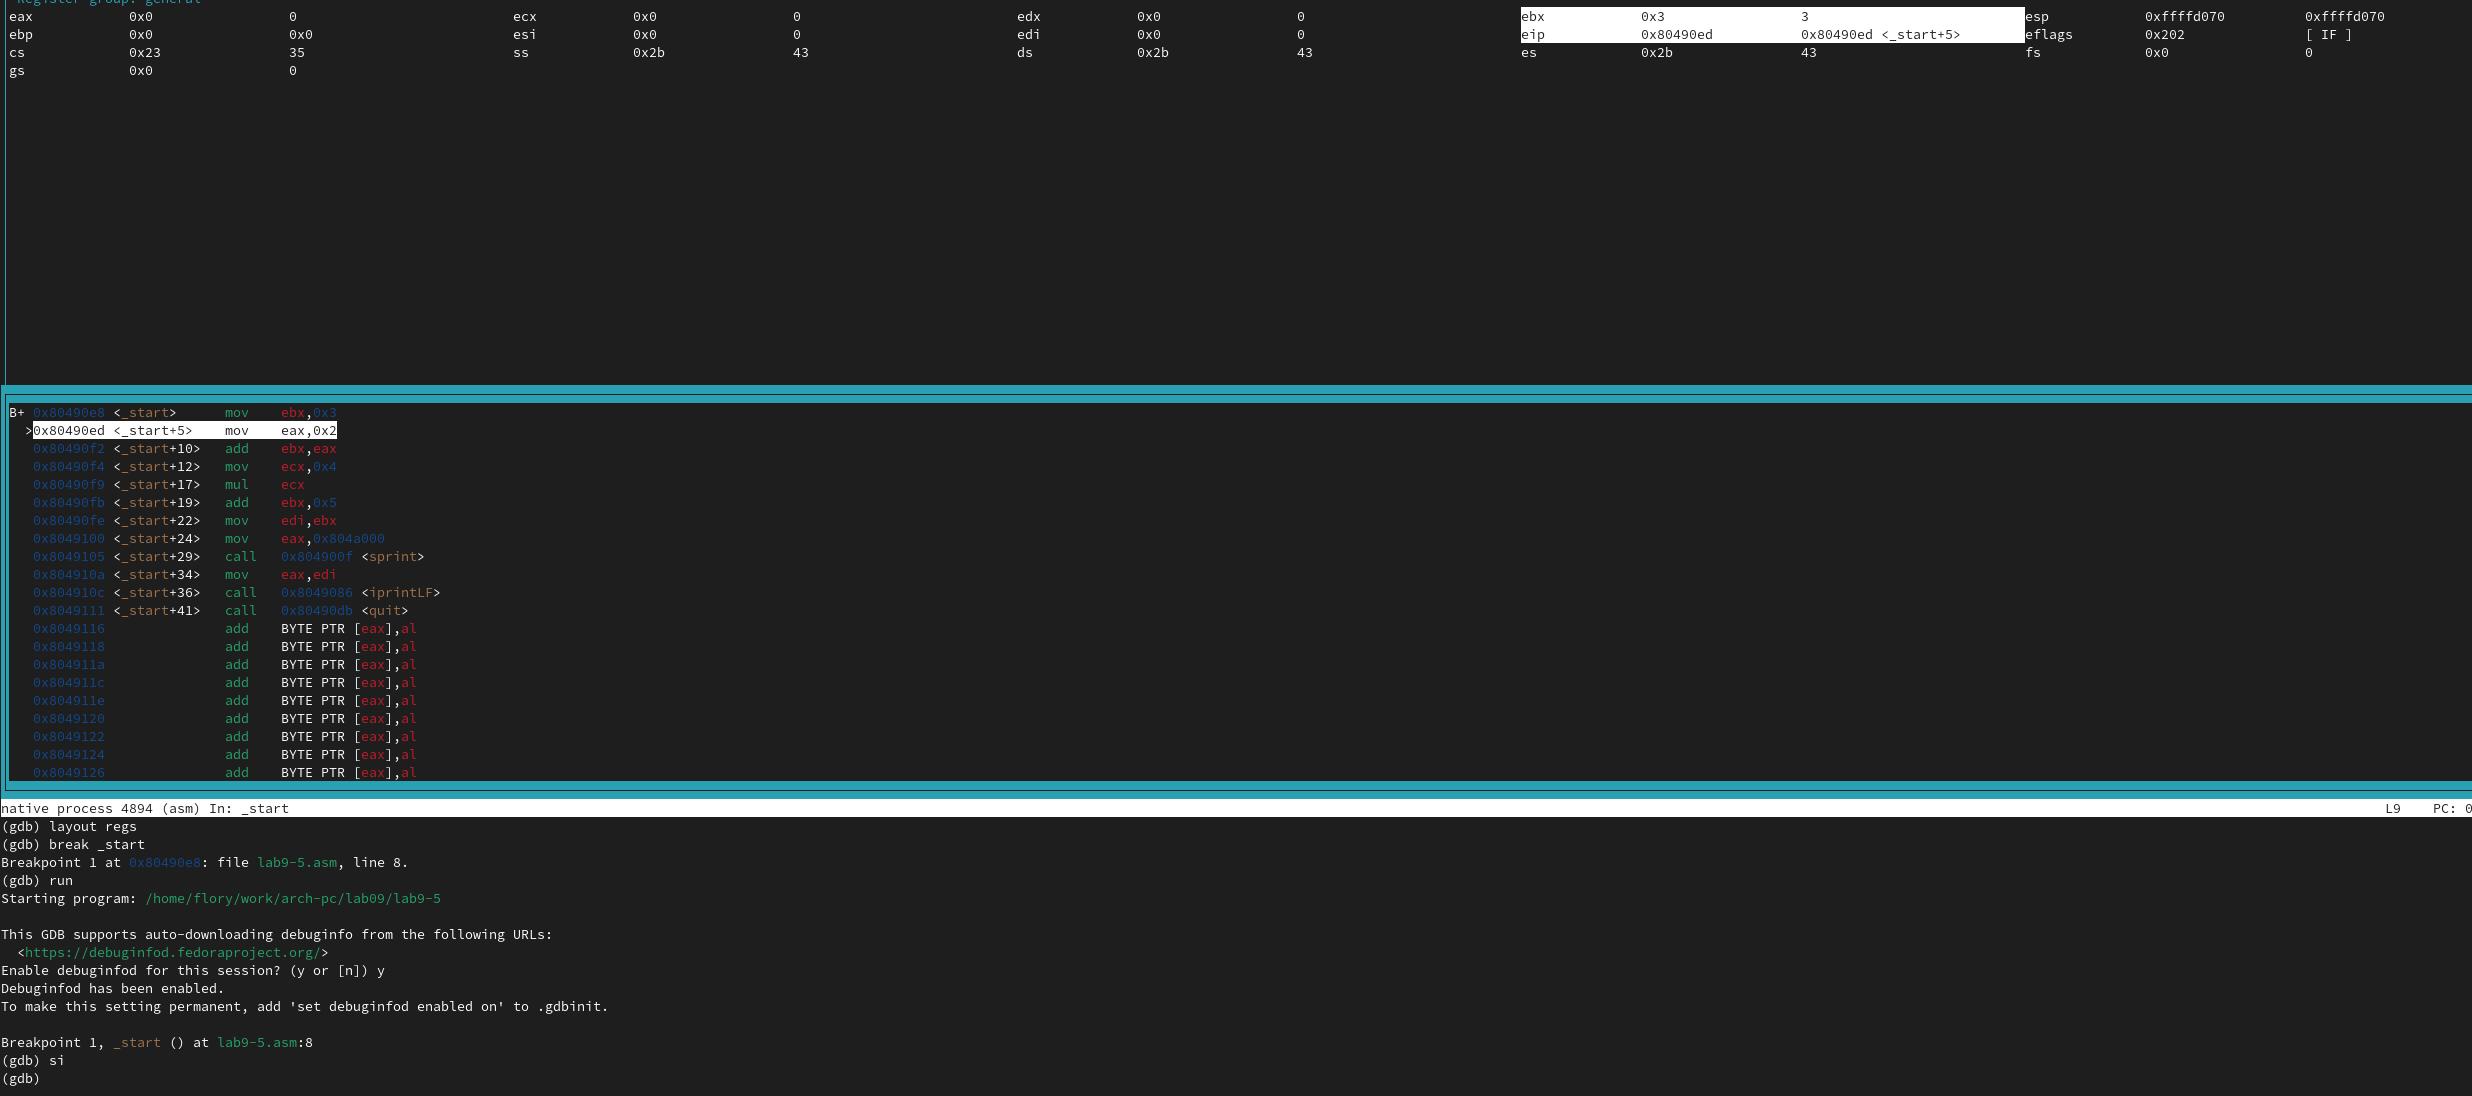 Register group: general
eax 0x0 0 ecx 0x0 0 edx 0x0 0 ebx 0x3 3 esp 0xffffd070 0xffffd070
ebp 0x0 0x0 esi 0x0 0 edi 0x0 0 eip 0x80490ed 0x80490ed <_start+5> eflags 0x202 [ IF ]
cs 0x23 35 ss 0x2b 43 ds 0x2b 43 es 0x2b 43 fs 0x0 0
gs 0x0 0
B+ 0x80490e8 <_start> mov ebx,0x3
>0x80490ed <_start+5> mov eax,0x2
0x80490f2 <_start+10> add ebx,eax
0x80490f4 <_start+12> mov ecx,0x4
0x80490f9 <_start+17> mul ecx
0x80490fb <_start+19> add ebx,0x5
0x80490fe <_start+22> mov edi,ebx
0x8049100 <_start+24> mov eax,0x804a000
0x8049105 <_start+29> call 0x804900f <sprint>
0x804910a <_start+34> mov eax,edi
0x804910c <_start+36> call 0x8049086 <iprintLF>
0x8049111 <_start+41> call 0x80490db <quit>
0x8049116 add BYTE PTR [eax],al
0x8049118 add BYTE PTR [eax],al
0x804911a add BYTE PTR [eax],al
0x804911c add BYTE PTR [eax],al
0x804911e add BYTE PTR [eax],al
0x8049120 add BYTE PTR [eax],al
0x8049122 add BYTE PTR [eax],al
0x8049124 add BYTE PTR [eax],al
0x8049126 add BYTE PTR [eax],al
native process 4894 (asm) In: _start L9 PC: 0
(gdb) layout regs
(gdb) break _start
Breakpoint 1 at 0x80490e8: file lab9-5.asm, line 8.
(gdb) run
Starting program: /home/flory/work/arch-pc/lab09/lab9-5
This GDB supports auto-downloading debuginfo from the following URLs:
<https://debuginfod.fedoraproject.org/>
Enable debuginfod for this session? (y or [n]) y
Debuginfod has been enabled.
To make this setting permanent, add 'set debuginfod enabled on' to .gdbinit.
Breakpoint 1, _start () at lab9-5.asm:8
(gdb) si
(gdb)